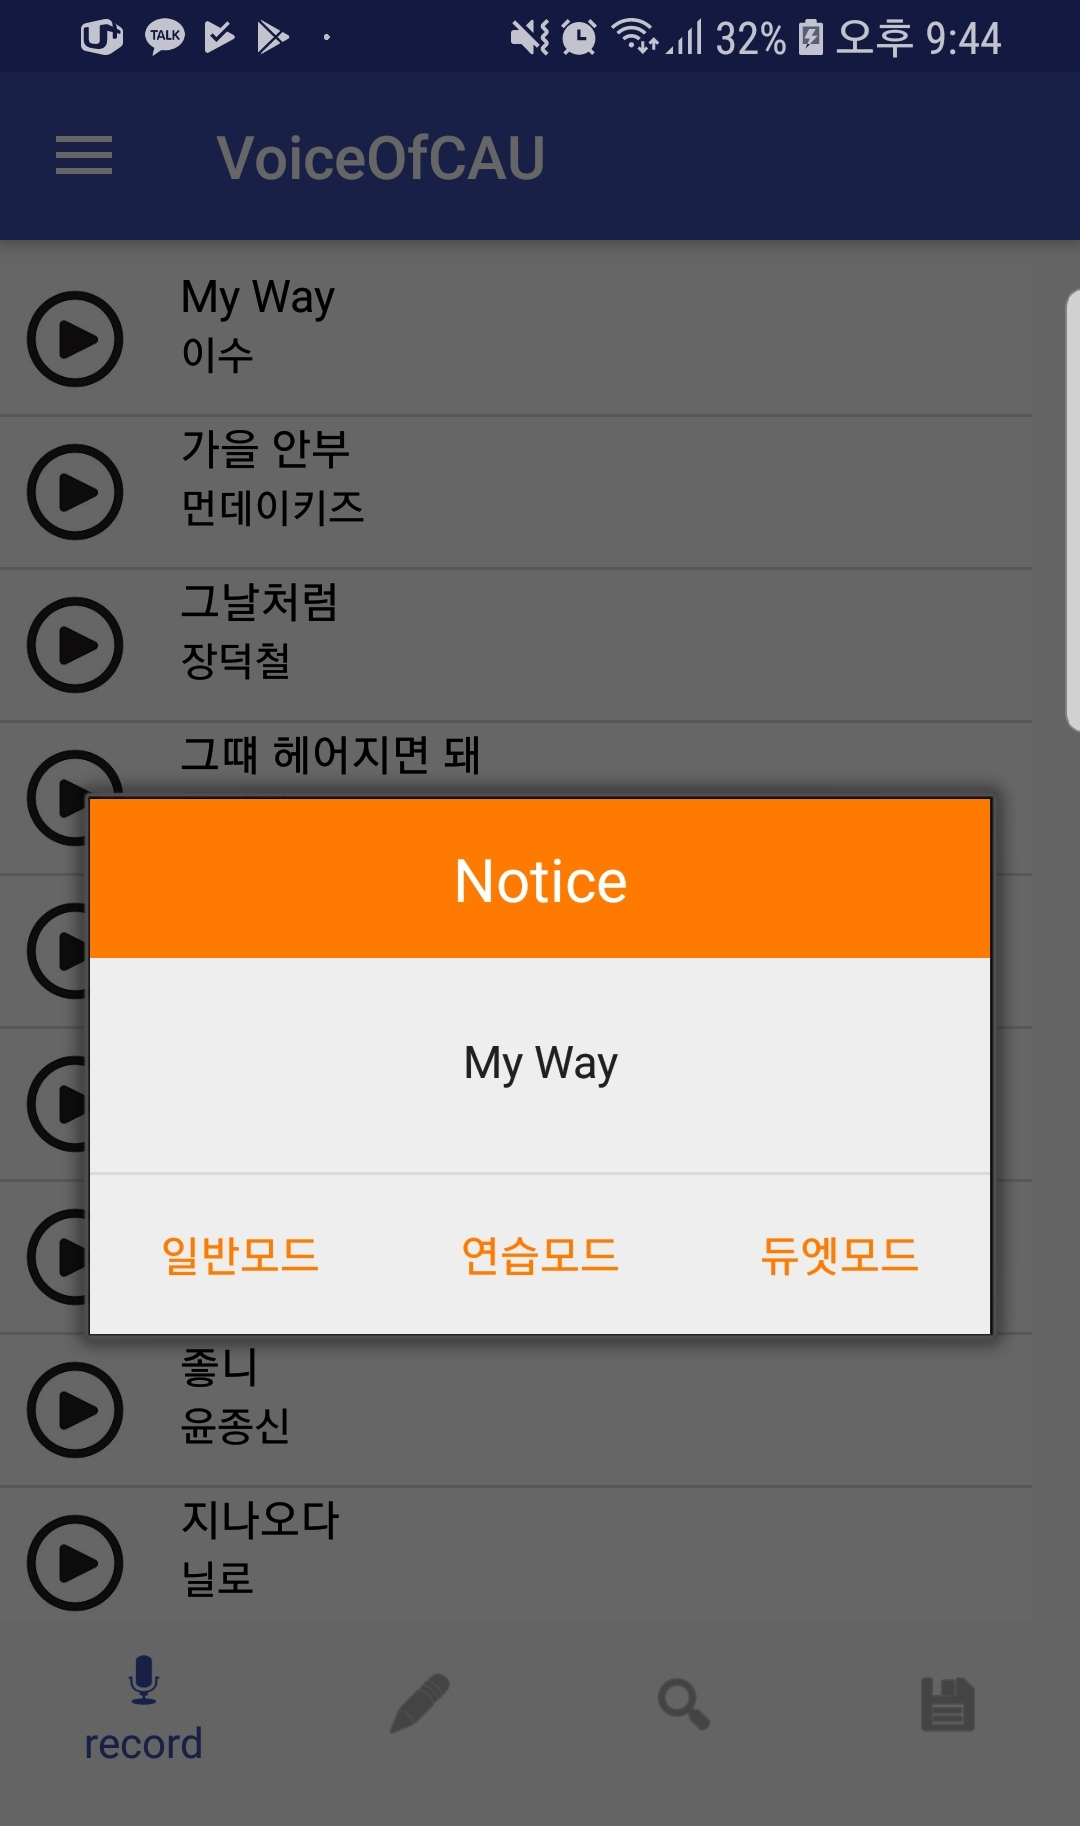 TALK
32% 오후 9:44
VoiceOfCAU
My Way
이수
가을 안부
먼데이키즈
그날처럼
장덕철
그떄 헤어지면 돼
Notice
My Way
일반모드 연습모드 듀엣모드
좋니
윤종신
지나오다
닐로
record